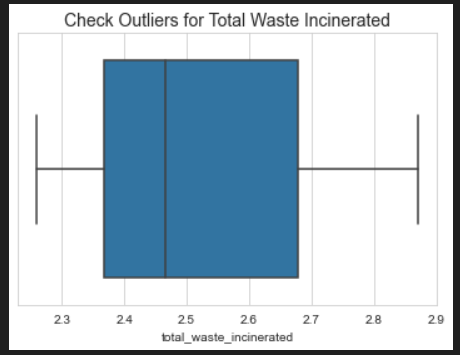 Check Outliers for Total Waste Incinerated
2.3 2.4 2.5 2.6 2.7 2.8 2.9
total_waste_incinerated